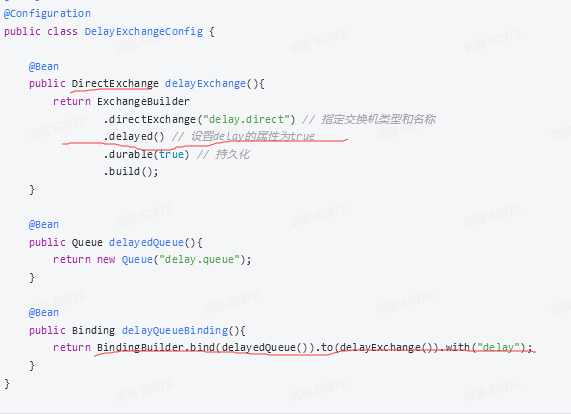 @Configuration
public class DelayExchangeConfig {
@Bean
public DirectExchange delayExchange(){
return ExchangeBuilder
.directExchange("delay.direct") // 指定交换机类型和名称
.delayed() // 设置delay的属性为true
.durable(true) // 持久化
.build();
}
@Bean
public Queue delayedQueue(){
return new Queue("delay.queue");
}
@Bean
public Binding delayQueueBinding(){
return BindingBuilder.bind(delayedQueue()).to(delayExchange()).with("delay");
}
}